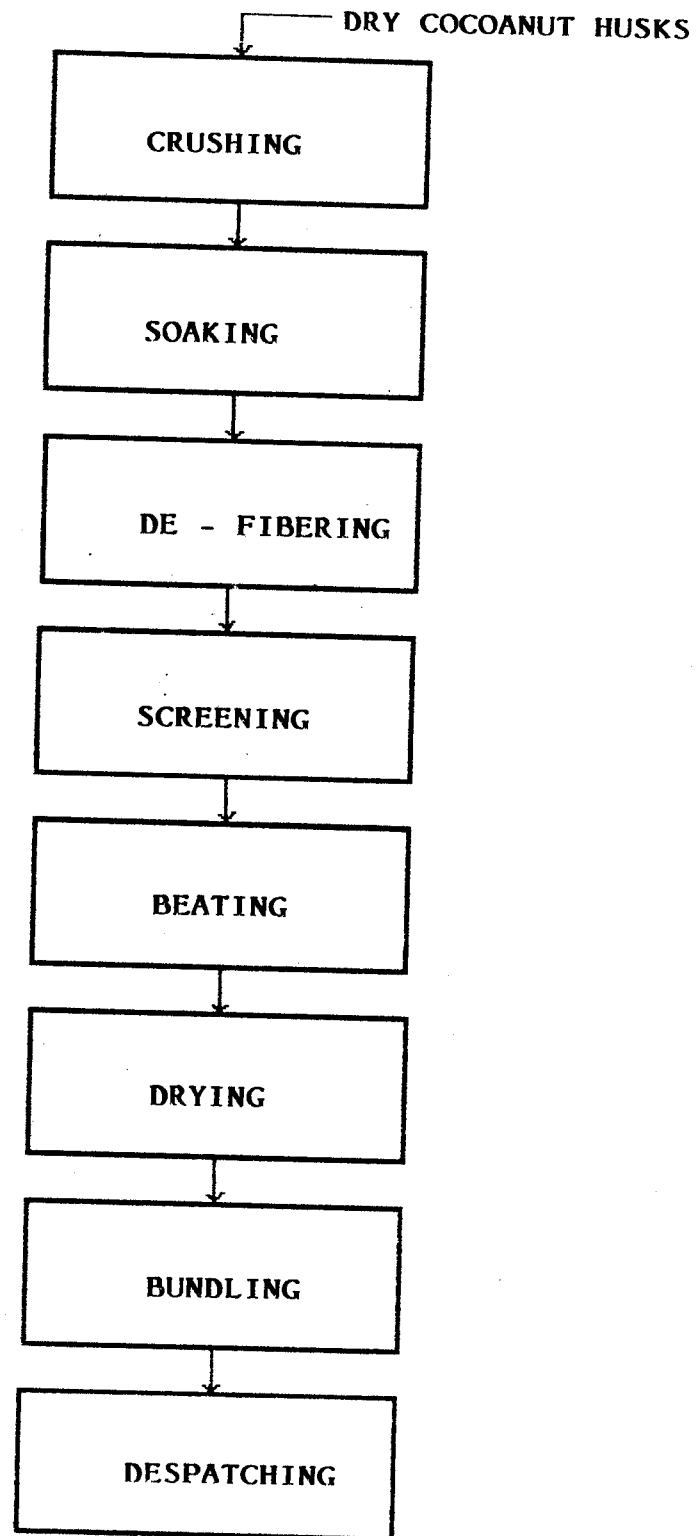 DRY COCOANUT HUSKS
CRUSHING
SOAKING
DE - FIBERING
SCREENING
BEATING
DRYING
BUNDLING
DESPATCHING